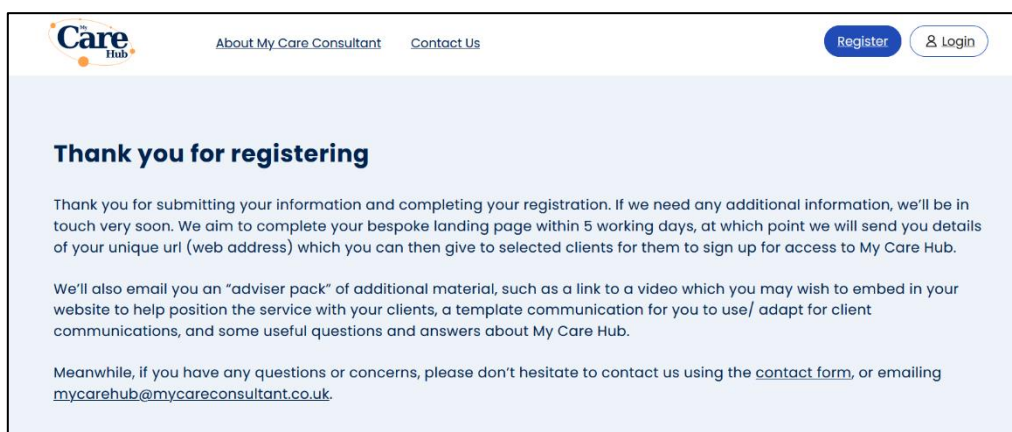 My
Care
Hub
About My Care Consultant
Contact Us
Register
Login
Thank you for registering
Thank you for submitting your information and completing your registration. If we need any additional information, we’ll be in
touch very soon. We aim to complete your bespoke landing page within 5 working days, at which point we will send you details
of your unique url (web address) which you can then give to selected clients for them to sign up for access to My Care Hub.
We’ll also email you an “adviser pack” of additional material, such as a link to a video which you may wish to embed in your
website to help position the service with your clients, a template communication for you to use/ adapt for client
communications, and some useful questions and answers about My Care Hub.
Meanwhile, if you have any questions or concerns, please don’t hesitate to contact us using the contact form, or emailing
mycarehub@mycareconsultant.co.uk.